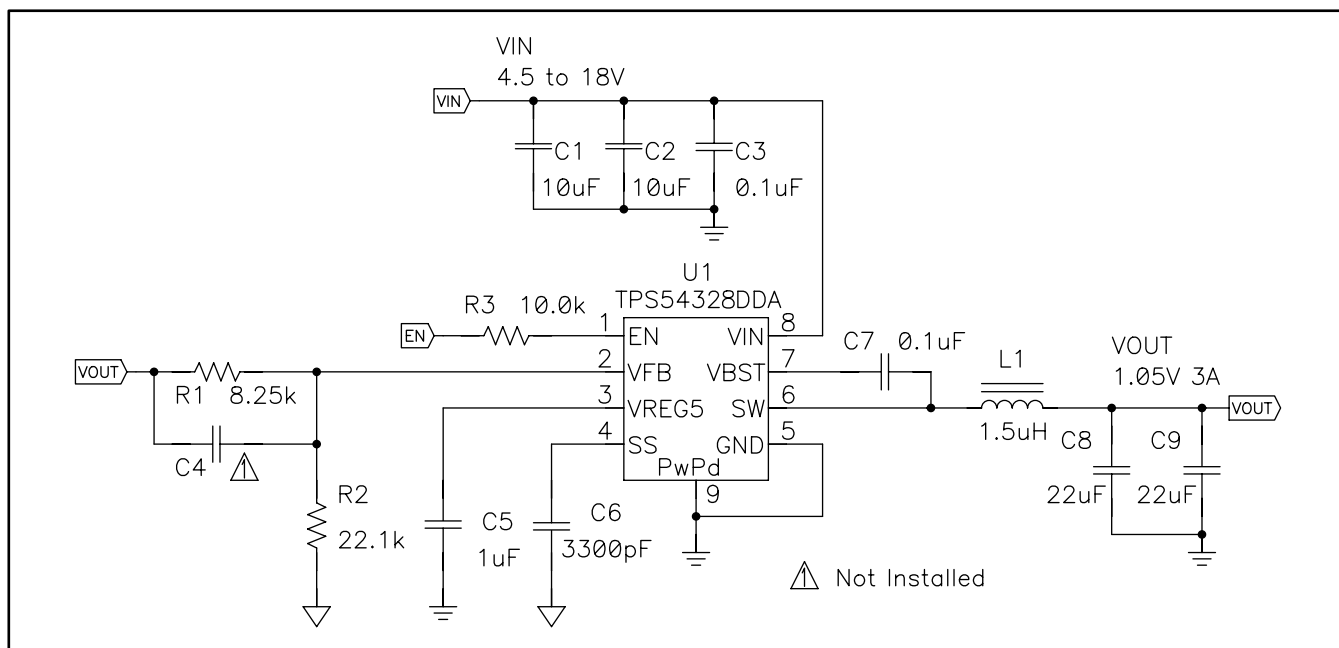 VIN
4.5 to 18V
VIN
C1
C2
C3
10uF
10uF
0.1uF
U1
TPS54328DDA
R3 10.0k
EN
1
EN
VIN
8
C7
0.1uF
VOUT
2
VFB
VBST
7
L1
VOUT
1.05V 3A
R1
8.25k
3
VREG5
SW
6
1.5uH
VOUT
4
SS
GND
5
C4
1
PwPd
9
C8
C9
22uF
22uF
R2
22.1k
C5
1uF
C6
3300pF
1 Not Installed